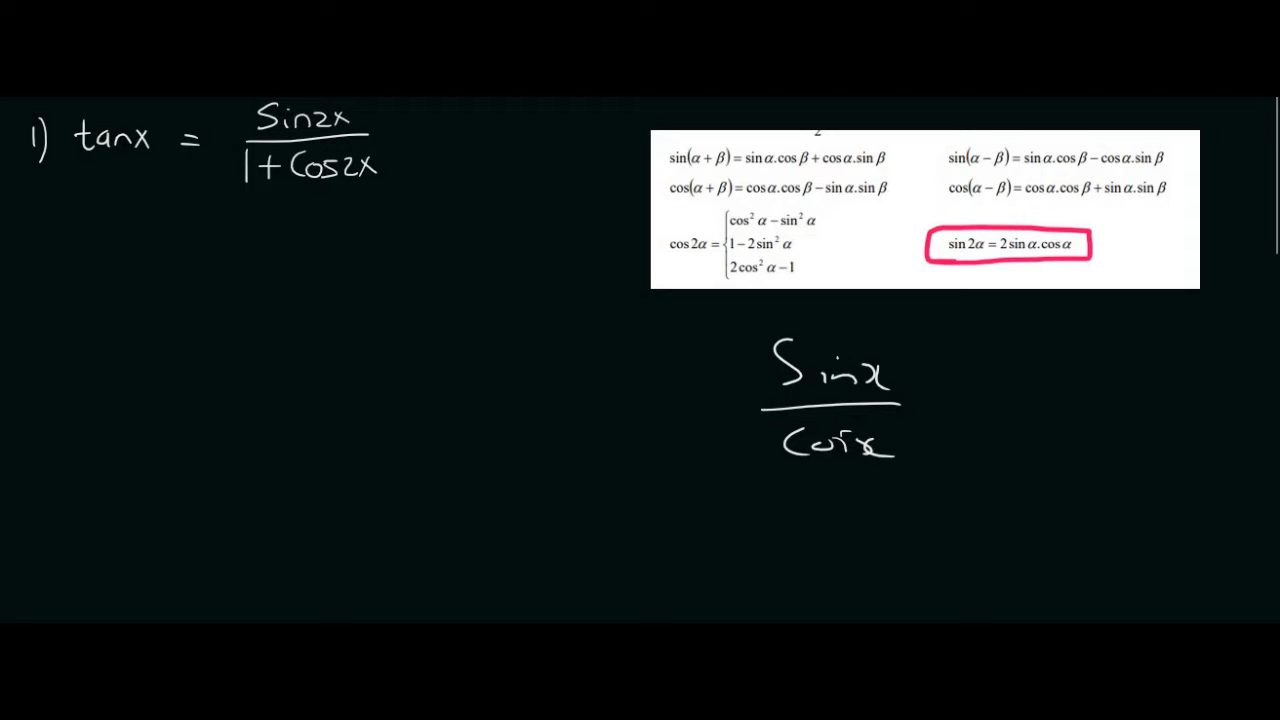 1) tanx = sin2x / 1 + cos2x
2
sin(α + β) = sin α.cos β + cos α.sin β sin(α − β) = sin α.cos β − cos α.sin β
cos(α + β) = cos α.cos β − sin α.sin β cos(α − β) = cos α.cos β + sin α.sin β
cos 2α = { cos² α − sin² α
1 − 2 sin² α
2 cos² α − 1
sin 2α = 2 sin α.cos α
Sinx
Cosx